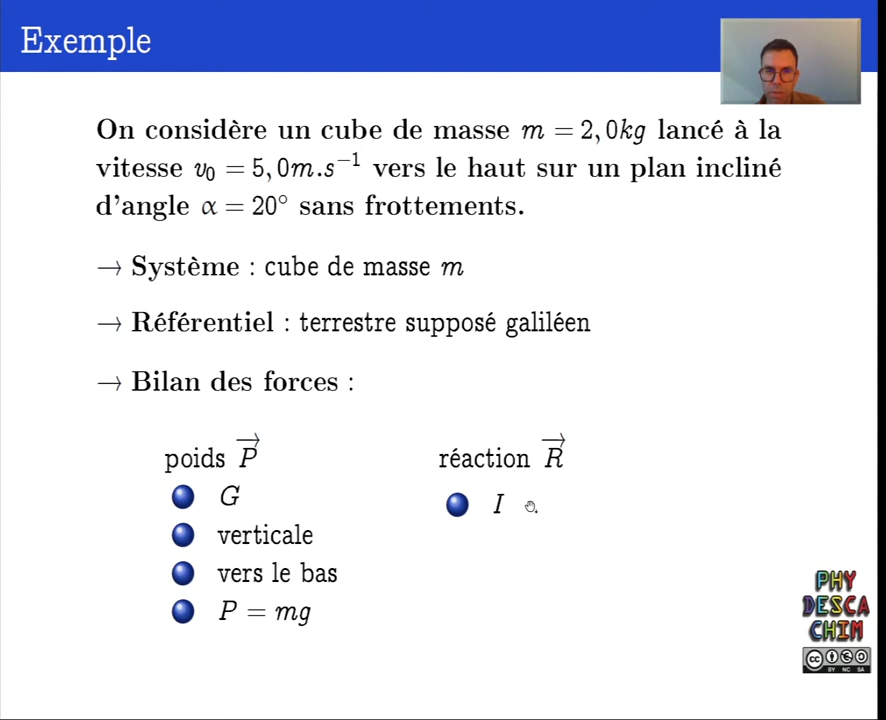 Exemple
On considère un cube de masse m = 2,0kg lancé à la
vitesse v₀ = 5,0m.s⁻¹ vers le haut sur un plan incliné
d'angle α = 20° sans frottements.
→ Système : cube de masse m
→ Référentiel : terrestre supposé galiléen
→ Bilan des forces :
poids P⃗
G
verticale
vers le bas
P = mg
réaction R⃗
I
PHY
DESCA
CHIM
cc
BY NC SA